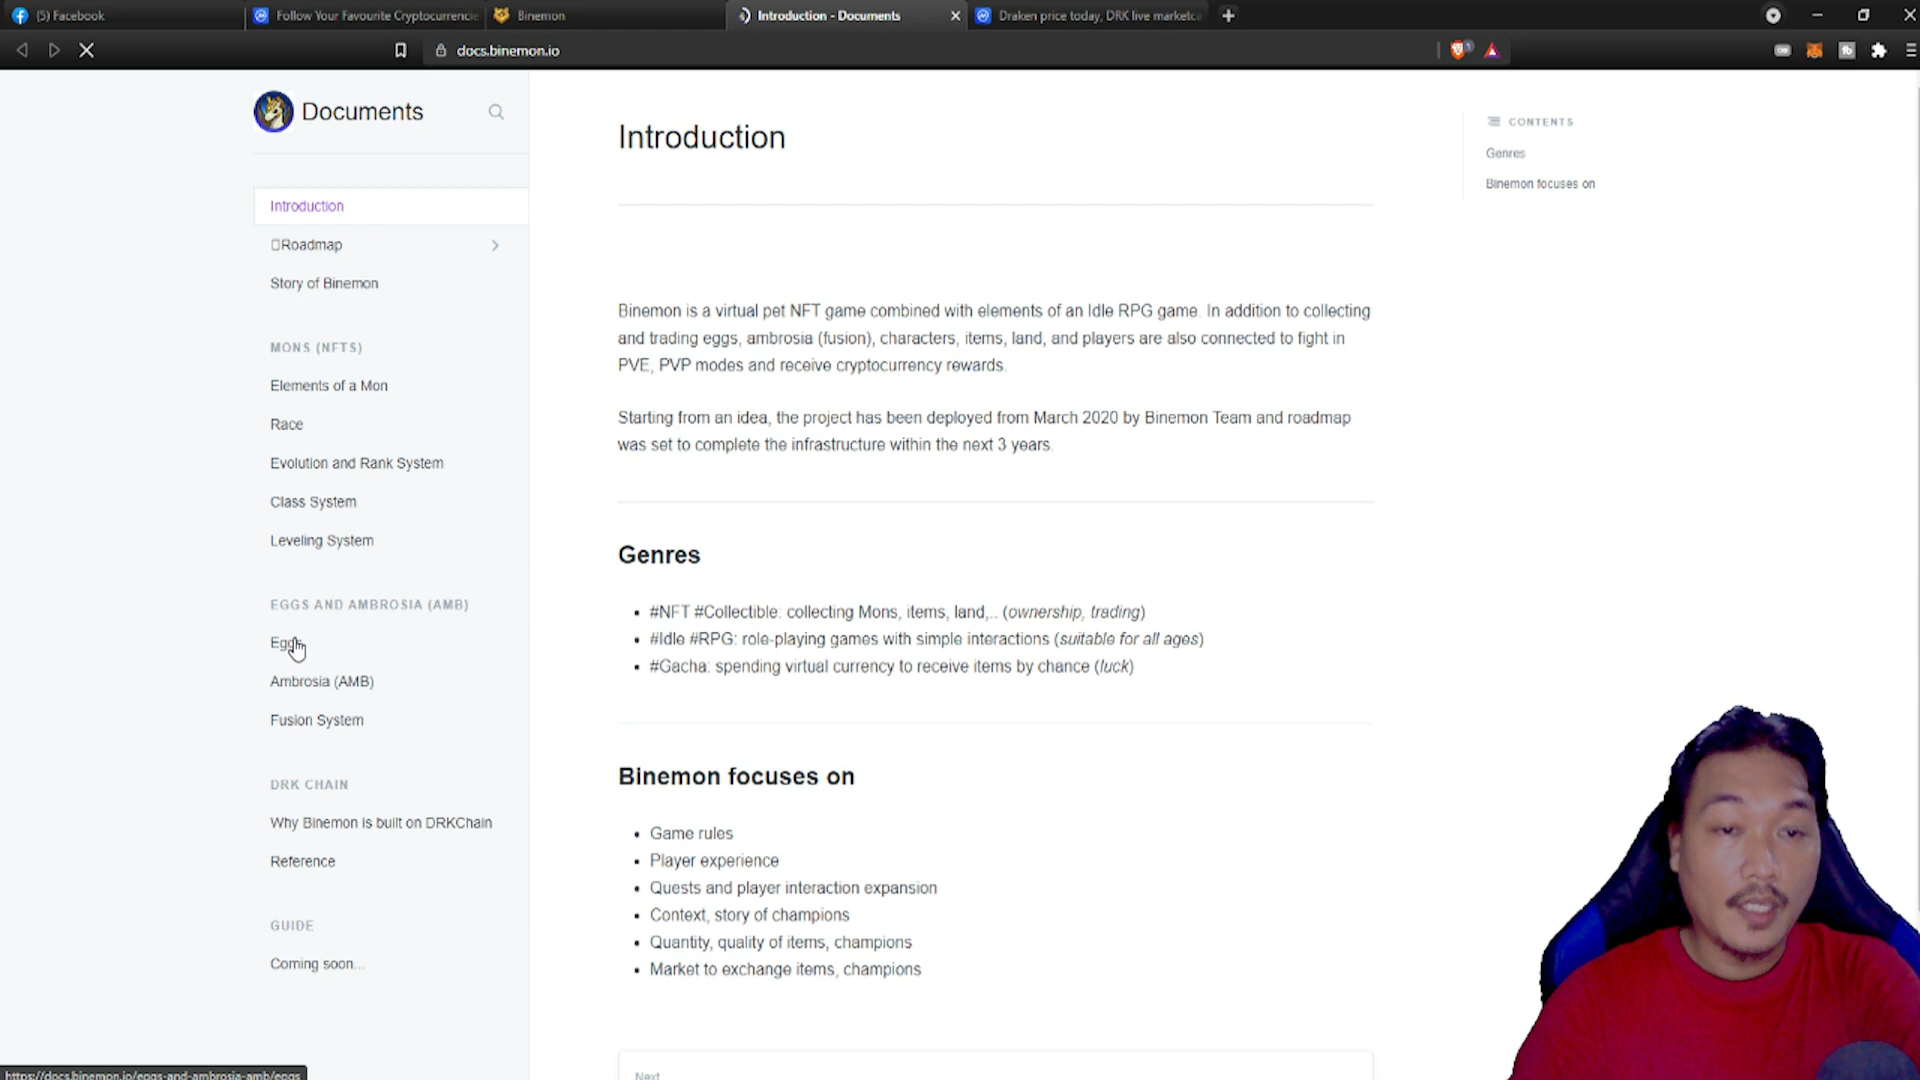 (5) Facebook
Follow Your Favourite Cryptocurrencie
Binemon
Introduction - Documents
Draken price today, DRK live marketca
docs.binemon.io
Documents
Introduction
Roadmap
Story of Binemon
MONS (NFTS)
Elements of a Mon
Race
Evolution and Rank System
Class System
Leveling System
EGGS AND AMBROSIA (AMB)
Eggs
Ambrosia (AMB)
Fusion System
DRK CHAIN
Why Binemon is built on DRKChain
Reference
GUIDE
Coming soon...
https://docs.binemon.io/eggs-and-ambrosia-amb/eggs
Introduction
Binemon is a virtual pet NFT game combined with elements of an Idle RPG game. In addition to collecting
and trading eggs, ambrosia (fusion), characters, items, land, and players are also connected to fight in
PVE, PVP modes and receive cryptocurrency rewards.
Starting from an idea, the project has been deployed from March 2020 by Binemon Team and roadmap
was set to complete the infrastructure within the next 3 years.
Genres
• #NFT #Collectible: collecting Mons, items, land,.. (ownership, trading)
• #Idle #RPG: role-playing games with simple interactions (suitable for all ages)
• #Gacha: spending virtual currency to receive items by chance (luck)
Binemon focuses on
• Game rules
• Player experience
• Quests and player interaction expansion
• Context, story of champions
• Quantity, quality of items, champions
• Market to exchange items, champions
Next
CONTENTS
Genres
Binemon focuses on